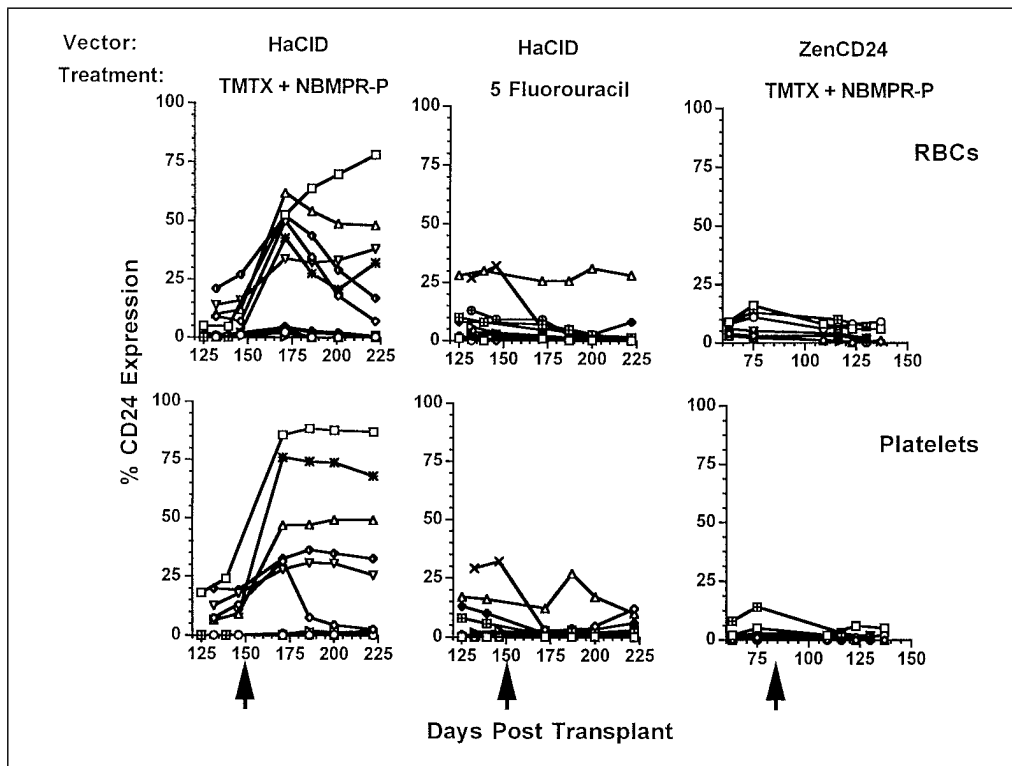 Vector: HaCID HaCID ZenCD24
Treatment: TMTX + NBMPR-P 5 Fluorouracil TMTX + NBMPR-P
% CD24 Expression
100 100 100
75 75 75
50 50 50
25 25 25
0 0 0
RBCs
125 150 175 200 225 125 150 175 200 225 75 100 125 150
100 100 100
75 75 75
50 50 50
25 25 25
0 0 0
Platelets
125 150 175 200 225 125 150 175 200 225 75 100 125 150
Days Post Transplant